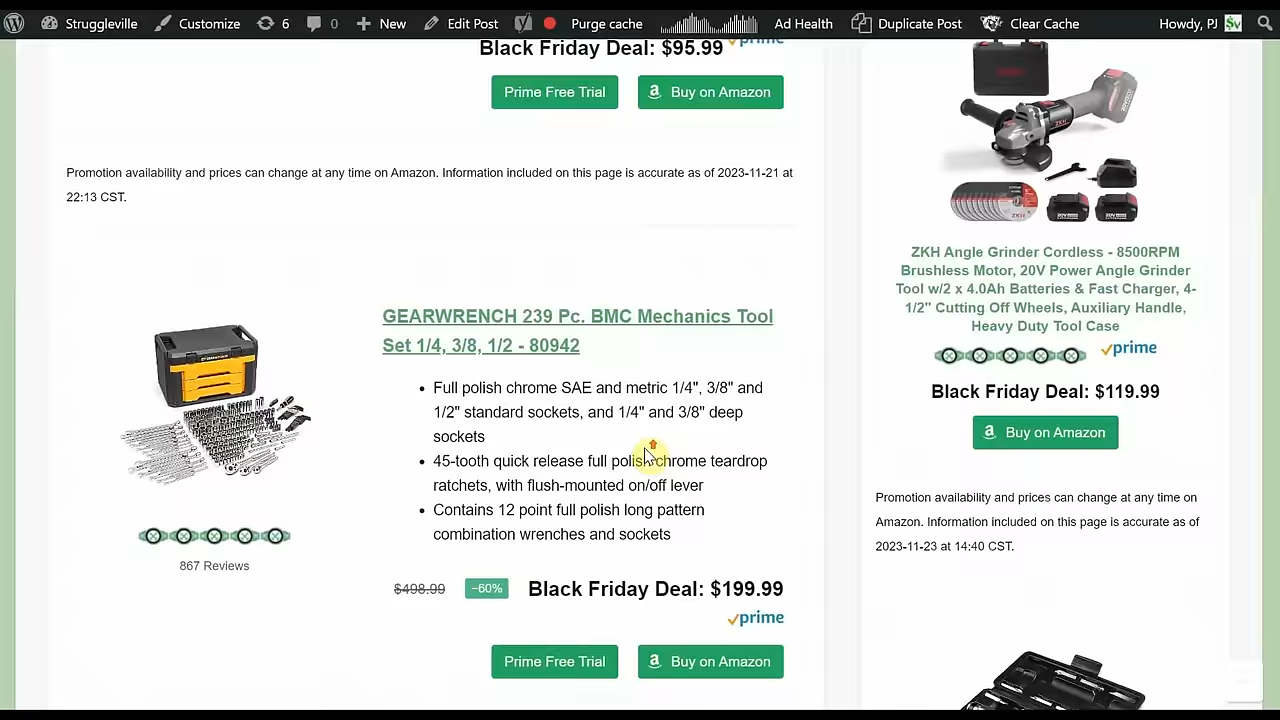 Struggleville Customize 6 0 New Edit Post Purge cache Ad Health Duplicate Post Clear Cache Howdy, PJ
Black Friday Deal: $95.99 prime
Prime Free Trial
a Buy on Amazon
Promotion availability and prices can change at any time on Amazon. Information included on this page is accurate as of 2023-11-21 at
22:13 CST.
GEARWRENCH 239 Pc. BMC Mechanics Tool
Set 1/4, 3/8, 1/2 - 80942
• Full polish chrome SAE and metric 1/4", 3/8" and
1/2" standard sockets, and 1/4" and 3/8" deep
sockets
• 45-tooth quick release full polish chrome teardrop
ratchets, with flush-mounted on/off lever
• Contains 12 point full polish long pattern
combination wrenches and sockets
867 Reviews
$498.99 −60% Black Friday Deal: $199.99
prime
Prime Free Trial
a Buy on Amazon
ZKH Angle Grinder Cordless - 8500RPM
Brushless Motor, 20V Power Angle Grinder
Tool w/2 x 4.0Ah Batteries & Fast Charger, 4-
1/2" Cutting Off Wheels, Auxiliary Handle,
Heavy Duty Tool Case
prime
Black Friday Deal: $119.99
a Buy on Amazon
Promotion availability and prices can change at any time on
Amazon. Information included on this page is accurate as of
2023-11-23 at 14:40 CST.